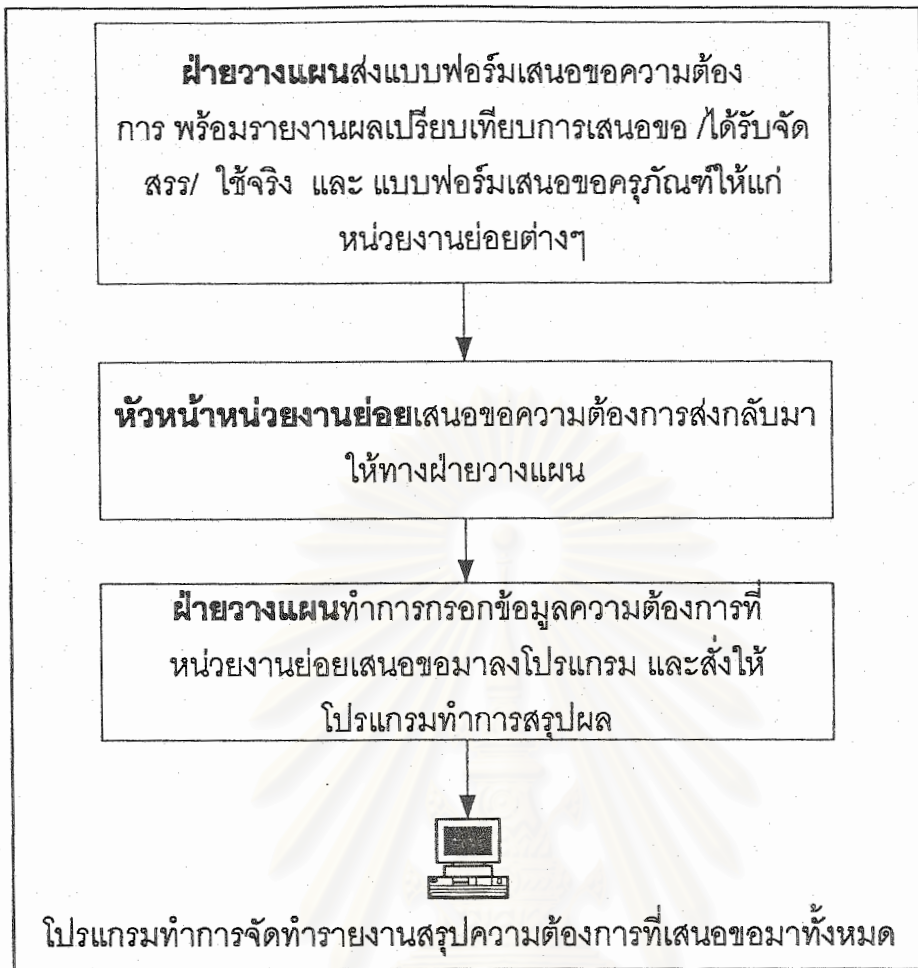 ฝ่ายวางแผนส่งแบบฟอร์มเสนอขอความต้อง
การ พร้อมรายงานผลเปรียบเทียบการเสนอขอ /ได้รับจัด
สรร/ ใช้จริง และ แบบฟอร์มเสนอขอครุภัณฑ์ให้แก่
หน่วยงานย่อยต่างๆ
หัวหน้าหน่วยงานย่อยเสนอขอความต้องการส่งกลับมา
ให้ทางฝ่ายวางแผน
ฝ่ายวางแผนทำการกรอกข้อมูลความต้องการที่
หน่วยงานย่อยเสนอขอมาลงโปรแกรม และสั่งให้
โปรแกรมทำการสรุปผล
โปรแกรมทำการจัดทำรายงานสรุปความต้องการที่เสนอขอมาทั้งหมด